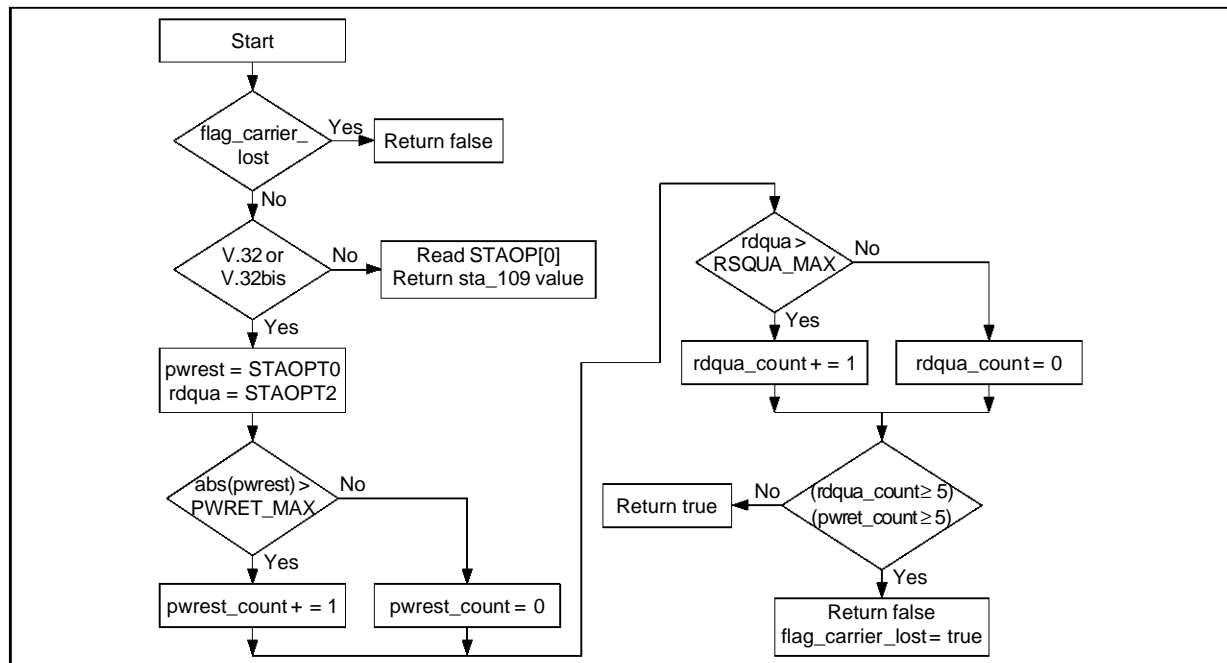 Start
flag_carrier_
lost
Yes
Return false
No
V.32 or
V.32bis
No
Read STAOP[0]
Return sta_109 value
Yes
pwrest = STAOPT0
rdqua = STAOPT2
abs(pwrest) >
PWRET_MAX
No
Yes
pwrest_count + = 1
pwrest_count = 0
rdqua >
RSQUA_MAX
No
Yes
rdqua_count + = 1
rdqua_count = 0
(rdqua_count ≥ 5)
(pwret_count ≥ 5)
No
Return true
Yes
Return false
flag_carrier_lost = true